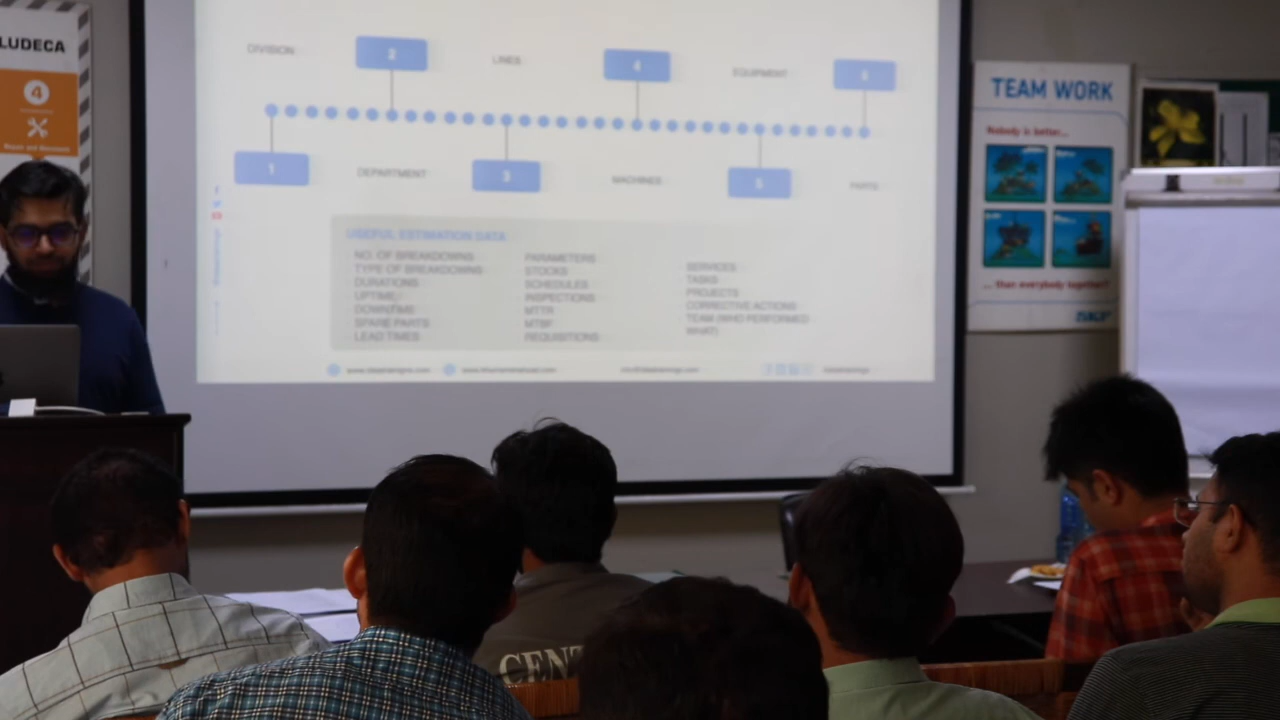 LUDECA
4
DIVISION
2
LINES
4
EQUIPMENT
6
1
DEPARTMENT
3
MACHINES
5
PARTS
USEFUL ESTIMATION DATA
NO. OF BREAKDOWNS
TYPE OF BREAKDOWNS
DURATIONS
UPTIME
DOWNTIME
SPARE PARTS
LEAD TIMES
PARAMETERS
STOCKS
SCHEDULES
INSPECTIONS
MTTR
MTBF
REQUISITIONS
SERVICES
TASKS
PROJECTS
CORRECTIVE ACTIONS
TEAM (WHO PERFORMED
WHAT)
TEAM WORK
Nobody is better...
... than everybody together!
CENT